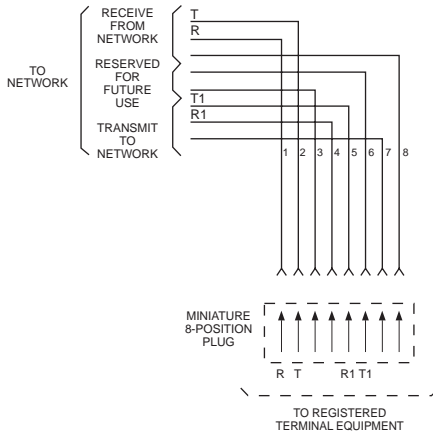 RECEIVE
FROM
NETWORK
T
R
RESERVED
FOR
FUTURE
USE
TO
NETWORK
T1
R1
TRANSMIT
TO
NETWORK
1 2 3 4 5 6 7 8
MINIATURE
8-POSITION
PLUG
R T R1 T1
TO REGISTERED
TERMINAL EQUIPMENT